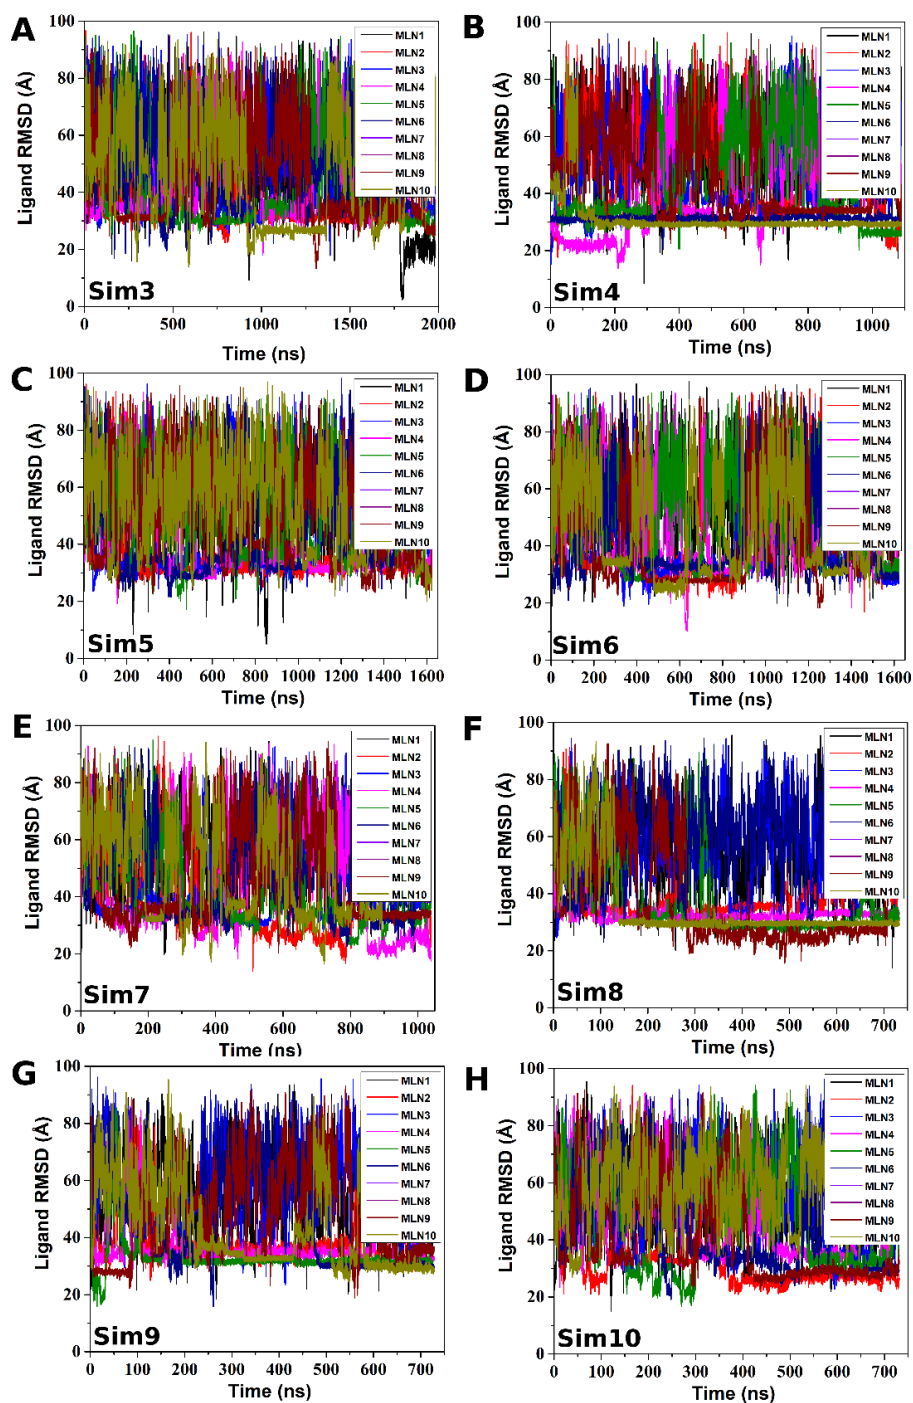 A
Ligand RMSD (Å)
100
80
60
40
20
0
MLN1
MLN2
MLN3
MLN4
MLN5
MLN6
MLN7
MLN8
MLN9
MLN10
Sim3
0 500 1000 1500 2000
Time (ns)
B
Ligand RMSD (Å)
100
80
60
40
20
0
MLN1
MLN2
MLN3
MLN4
MLN5
MLN6
MLN7
MLN8
MLN9
MLN10
Sim4
0 200 400 600 800 1000
Time (ns)
C
Ligand RMSD (Å)
100
80
60
40
20
0
MLN1
MLN2
MLN3
MLN4
MLN5
MLN6
MLN7
MLN8
MLN9
MLN10
Sim5
0 200 400 600 800 1000 1200 1400 1600
Time (ns)
D
Ligand RMSD (Å)
100
80
60
40
20
0
MLN1
MLN2
MLN3
MLN4
MLN5
MLN6
MLN7
MLN8
MLN9
MLN10
Sim6
0 200 400 600 800 1000 1200 1400 1600
Time (ns)
E
Ligand RMSD (Å)
100
80
60
40
20
0
MLN1
MLN2
MLN3
MLN4
MLN5
MLN6
MLN7
MLN8
MLN9
MLN10
Sim7
0 200 400 600 800 1000
Time (ns)
F
Ligand RMSD (Å)
100
80
60
40
20
0
MLN1
MLN2
MLN3
MLN4
MLN5
MLN6
MLN7
MLN8
MLN9
MLN10
Sim8
0 100 200 300 400 500 600 700
Time (ns)
G
Ligand RMSD (Å)
100
80
60
40
20
0
MLN1
MLN2
MLN3
MLN4
MLN5
MLN6
MLN7
MLN8
MLN9
MLN10
Sim9
0 100 200 300 400 500 600 700
Time (ns)
H
Ligand RMSD (Å)
100
80
60
40
20
0
MLN1
MLN2
MLN3
MLN4
MLN5
MLN6
MLN7
MLN8
MLN9
MLN10
Sim10
0 100 200 300 400 500 600 700
Time (ns)